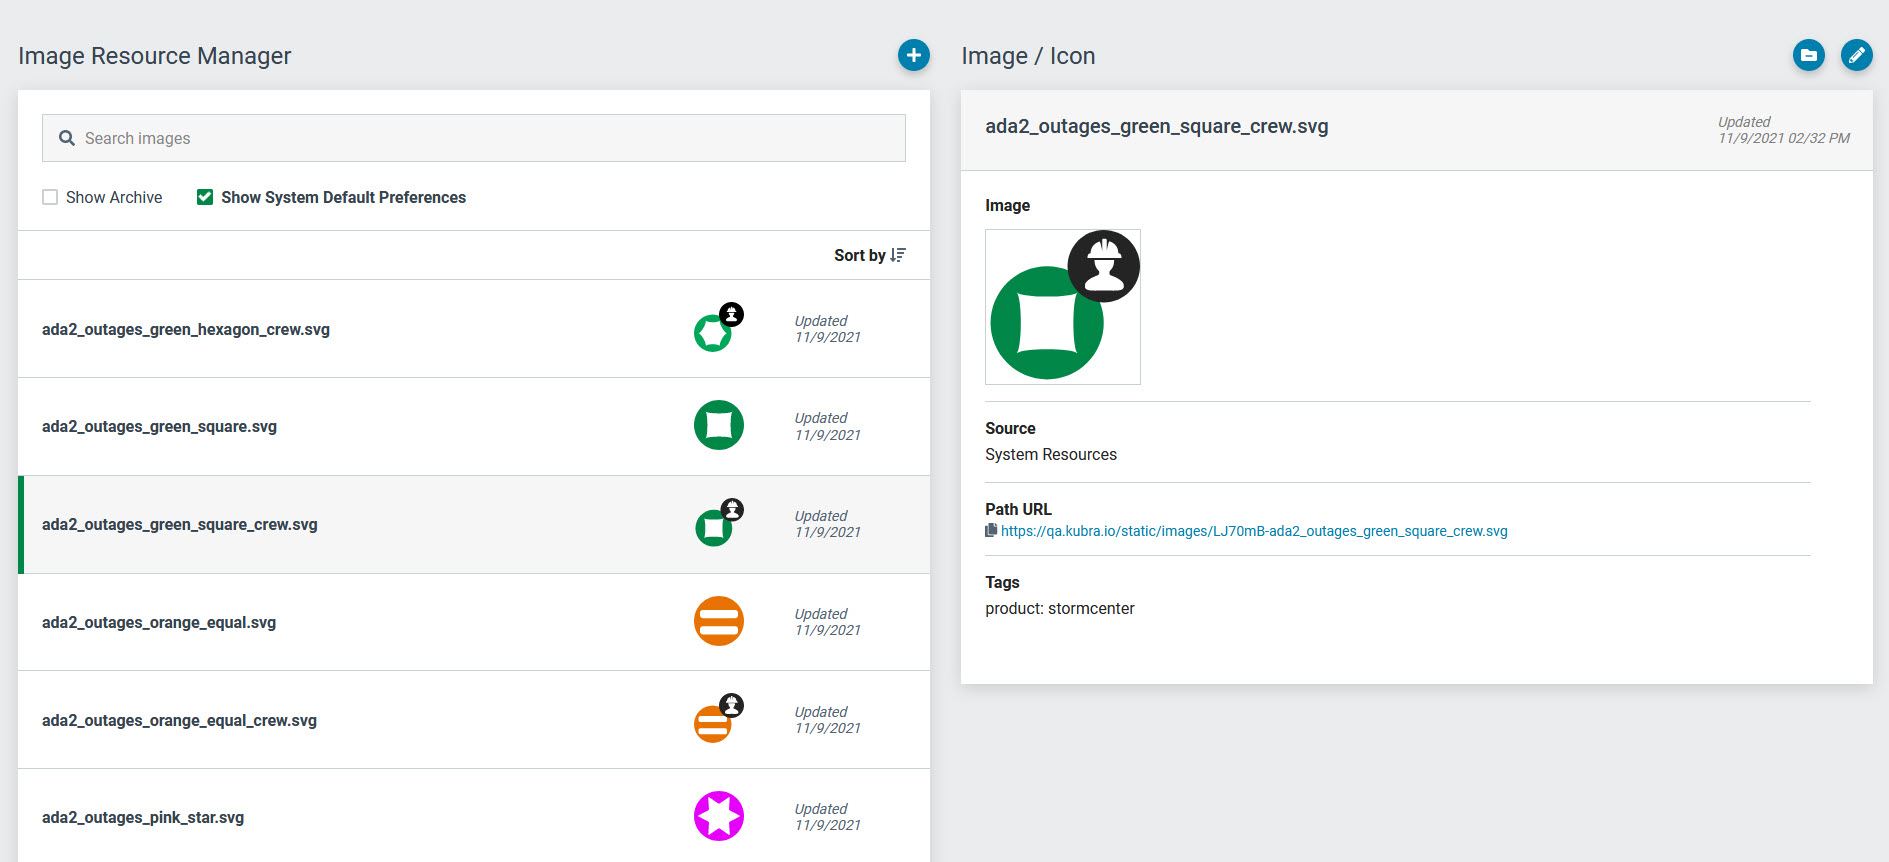 Image Resource Manager
Search images
Show Archive
Show System Default Preferences
Sort by
ada2_outages_green_hexagon_crew.svg
Updated
11/9/2021
ada2_outages_green_square.svg
Updated
11/9/2021
ada2_outages_green_square_crew.svg
Updated
11/9/2021
ada2_outages_orange_equal.svg
Updated
11/9/2021
ada2_outages_orange_equal_crew.svg
Updated
11/9/2021
ada2_outages_pink_star.svg
Updated
11/9/2021
Image / Icon
ada2_outages_green_square_crew.svg
Updated
11/9/2021 02/32 PM
Image
Source
System Resources
Path URL
https://qa.kubra.io/static/images/LJ70mB-ada2_outages_green_square_crew.svg
Tags
product: stormcenter